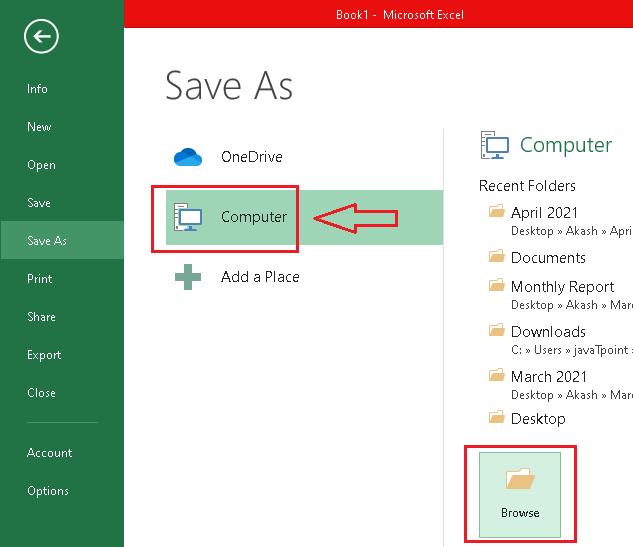 Book1 - Microsoft Excel
Info
New
Open
Save
Save As
Print
Share
Export
Close
Account
Options
Save As
OneDrive
Computer
Add a Place
Computer
Recent Folders
April 2021
Desktop » Akash » Apri
Documents
Monthly Report
Desktop » Akash » Mar
Downloads
C: » Users » javaTpoint »
March 2021
Desktop » Akash » Mar
Desktop
Browse